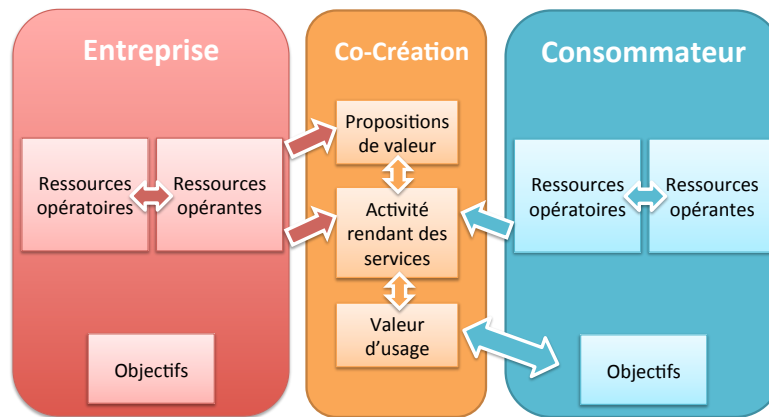 Entreprise
Ressources
opératoires
Ressources
opérantes
Objectifs
Co-Création
Propositions
de valeur
Activité
rendant des
services
Valeur
d'usage
Consommateur
Ressources
opératoires
Ressources
opérantes
Objectifs